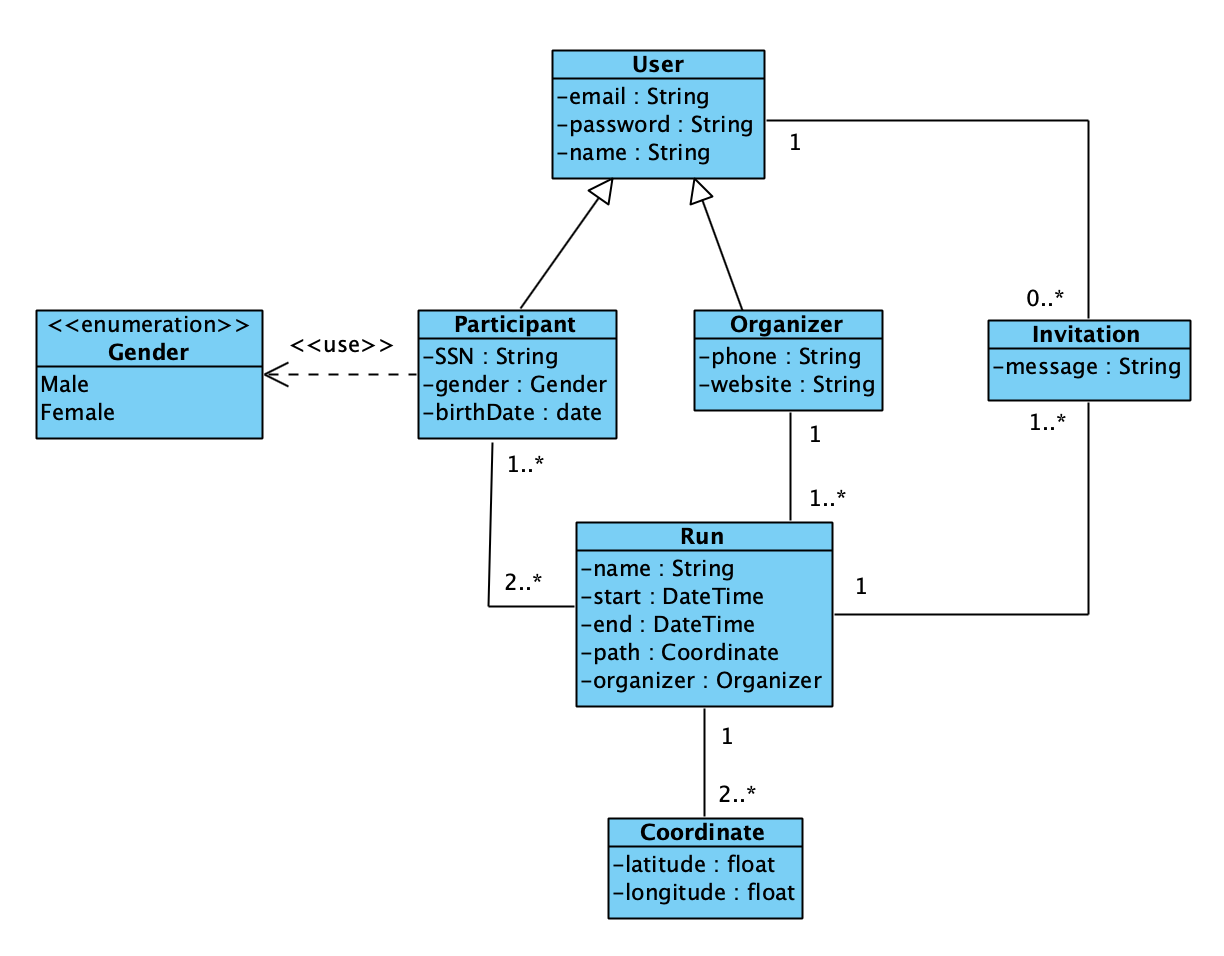 User
-email : String
-password : String
-name : String
1
0..*
<<enumeration>>
Gender
Male
Female
<<use>>
Participant
-SSN : String
-gender : Gender
-birthDate : date
Organizer
-phone : String
-website : String
Invitation
-message : String
1..*
1
1..*
1..*
2..*
1
Run
-name : String
-start : DateTime
-end : DateTime
-path : Coordinate
-organizer : Organizer
1
2..*
Coordinate
-latitude : float
-longitude : float